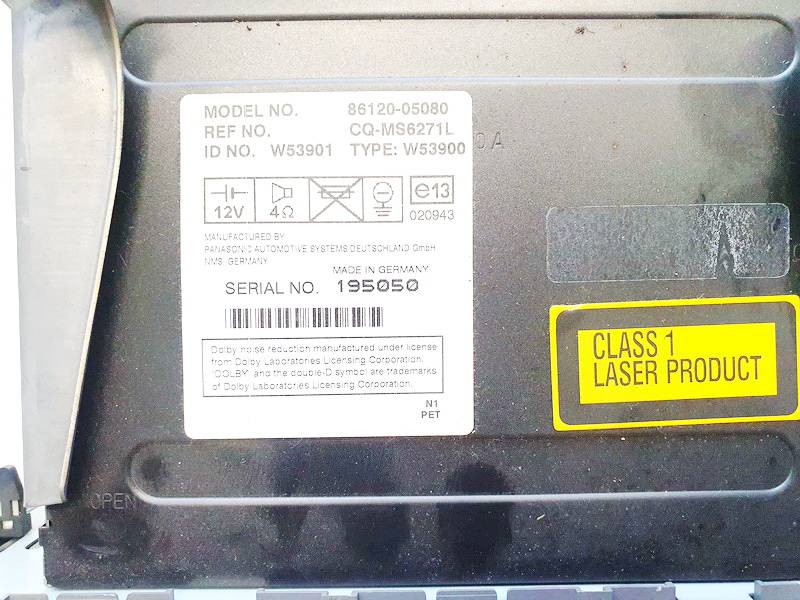 MODEL NO. 86120-05080
REF NO. CQ-MS6271L
ID NO. W53901 TYPE: W53900
12V 4Ω e13
020943
MANUFACTURED BY
PANASONIC AUTOMOTIVE SYSTEMS DEUTSCHLAND GmbH
NMS, GERMANY
MADE IN GERMANY
SERIAL NO. 195050
Dolby noise reduction manufactured under license
from Dolby Laboratories Licensing Corporation.
"DOLBY" and the double-D symbol are trademarks
of Dolby Laboratories Licensing Corporation.
N1
PET
CLASS 1
LASER PRODUCT
OPEN